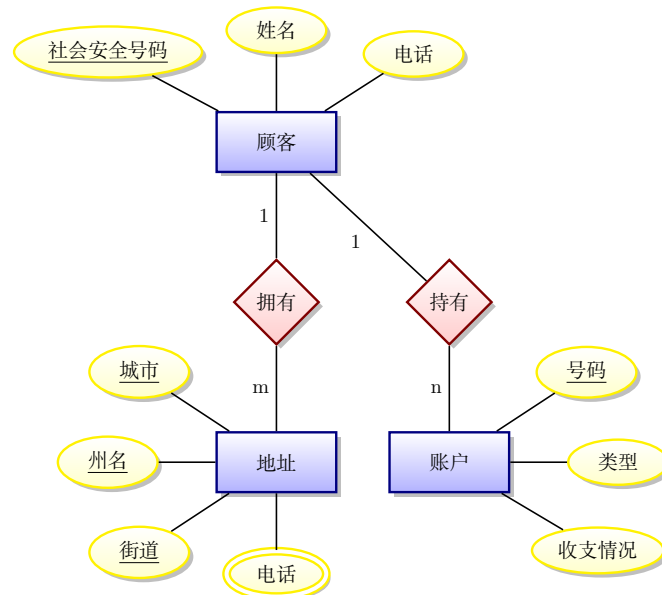 姓名
社会安全号码
电话
顾客
1
1
拥有
持有
城市
m
n
号码
州名
地址
账户
类型
街道
电话
收支情况